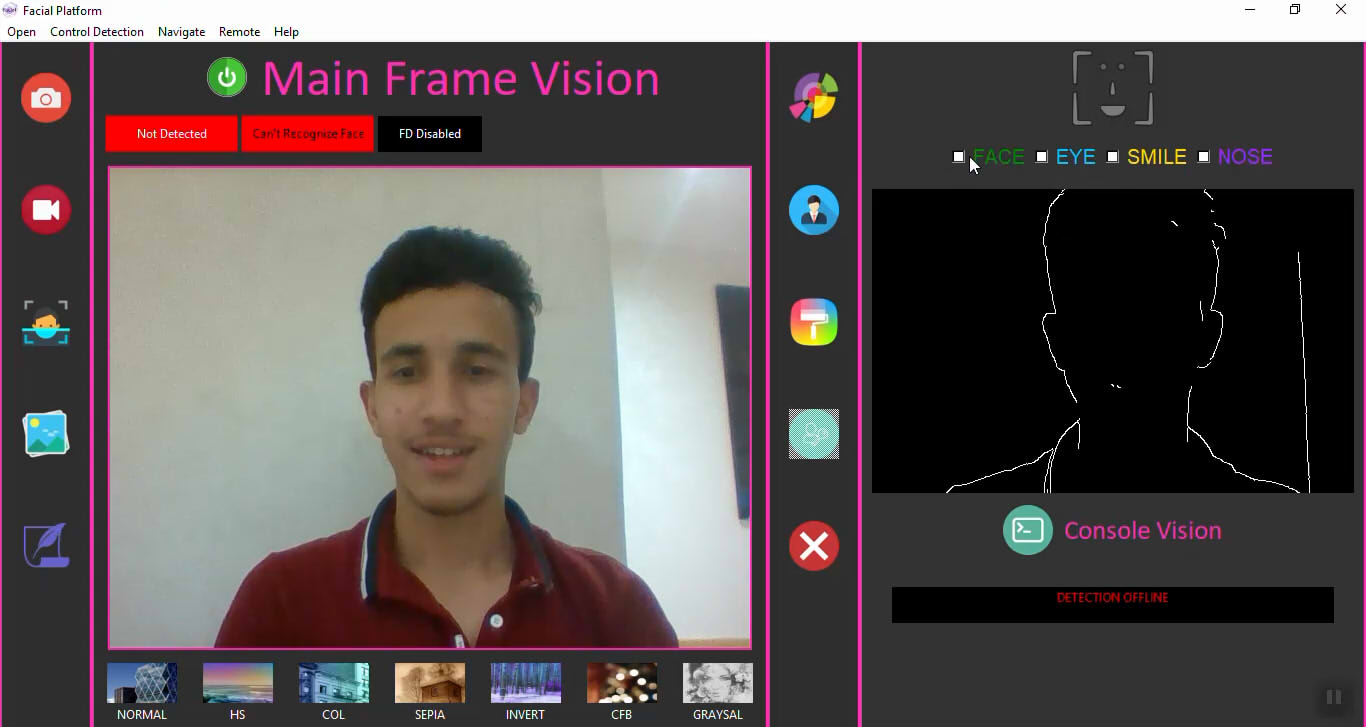 Facial Platform
Open Control Detection Navigate Remote Help
Main Frame Vision
Not Detected Can't Recognize Face FD Disabled
FACE EYE SMILE NOSE
Console Vision
DETECTION OFFLINE
NORMAL HS COL SEPIA INVERT CFB GRAYSAL